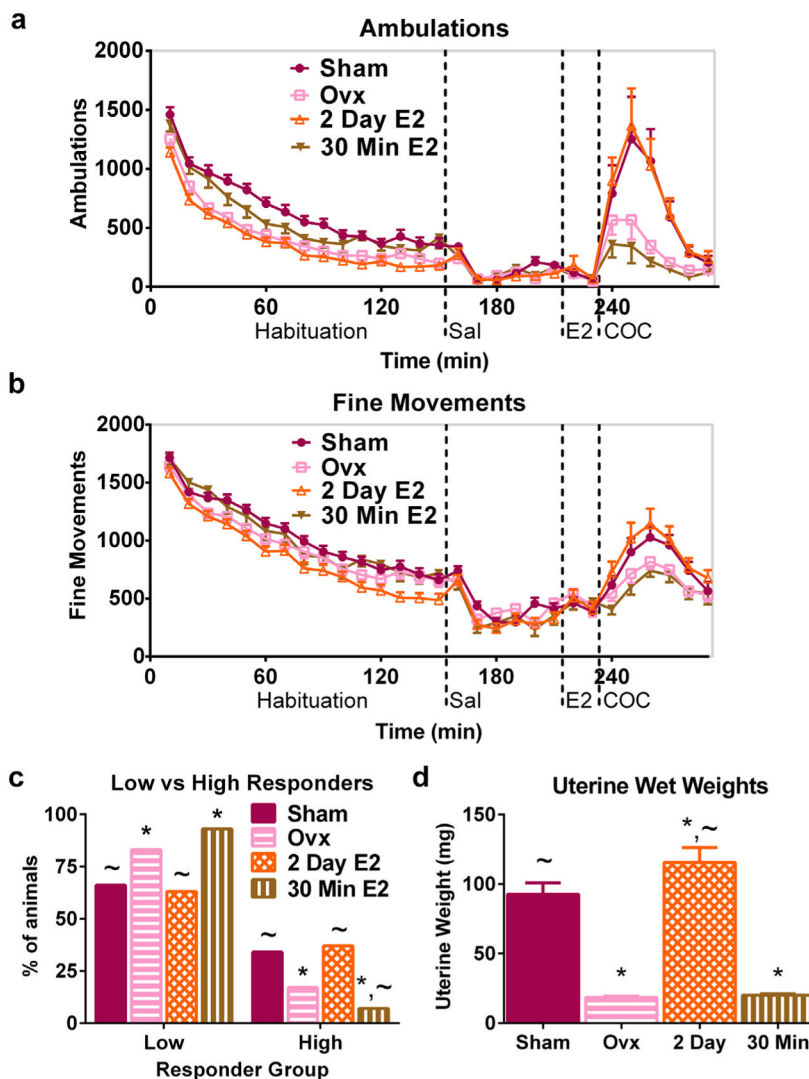 a
Ambulations
Sham
Ovx
2 Day E2
30 Min E2
Ambulations
2000
1500
1000
500
0
0 60 120 180 240
Habituation Sal E2 COC
Time (min)
b
Fine Movements
Sham
Ovx
2 Day E2
30 Min E2
Fine Movements
2000
1500
1000
500
0
0 60 120 180 240
Habituation Sal E2 COC
Time (min)
c
Low vs High Responders
Sham
Ovx
2 Day E2
30 Min E2
% of animals
100
75
50
25
0
~ * ~ *
~ * ~ *,~
Low High
Responder Group
d
Uterine Wet Weights
Uterine Weight (mg)
150
100
50
0
~ * *,~ *
Sham Ovx 2 Day 30 Min